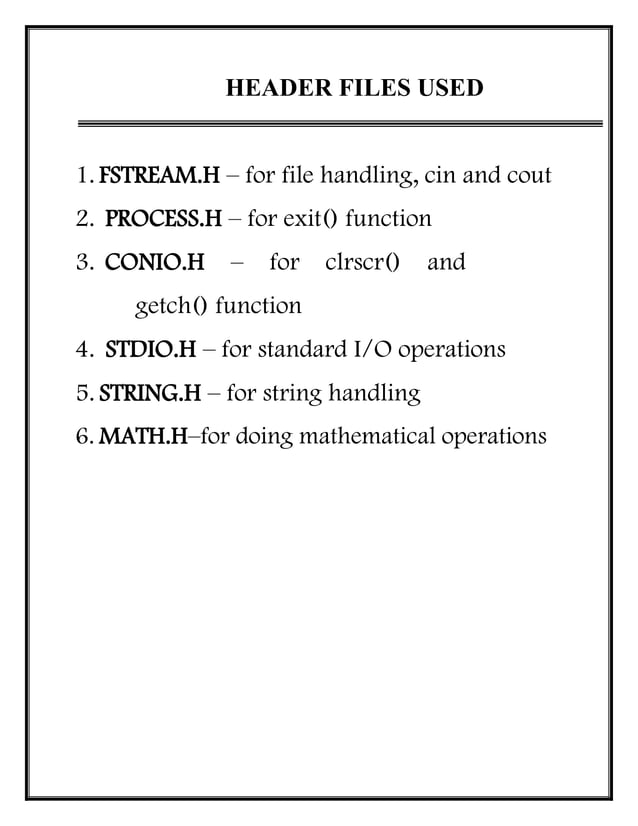 HEADER FILES USED
1. FSTREAM.H – for file handling, cin and cout
2. PROCESS.H – for exit() function
3. CONIO.H – for clrscr() and
getch() function
4. STDIO.H – for standard I/O operations
5. STRING.H – for string handling
6. MATH.H–for doing mathematical operations